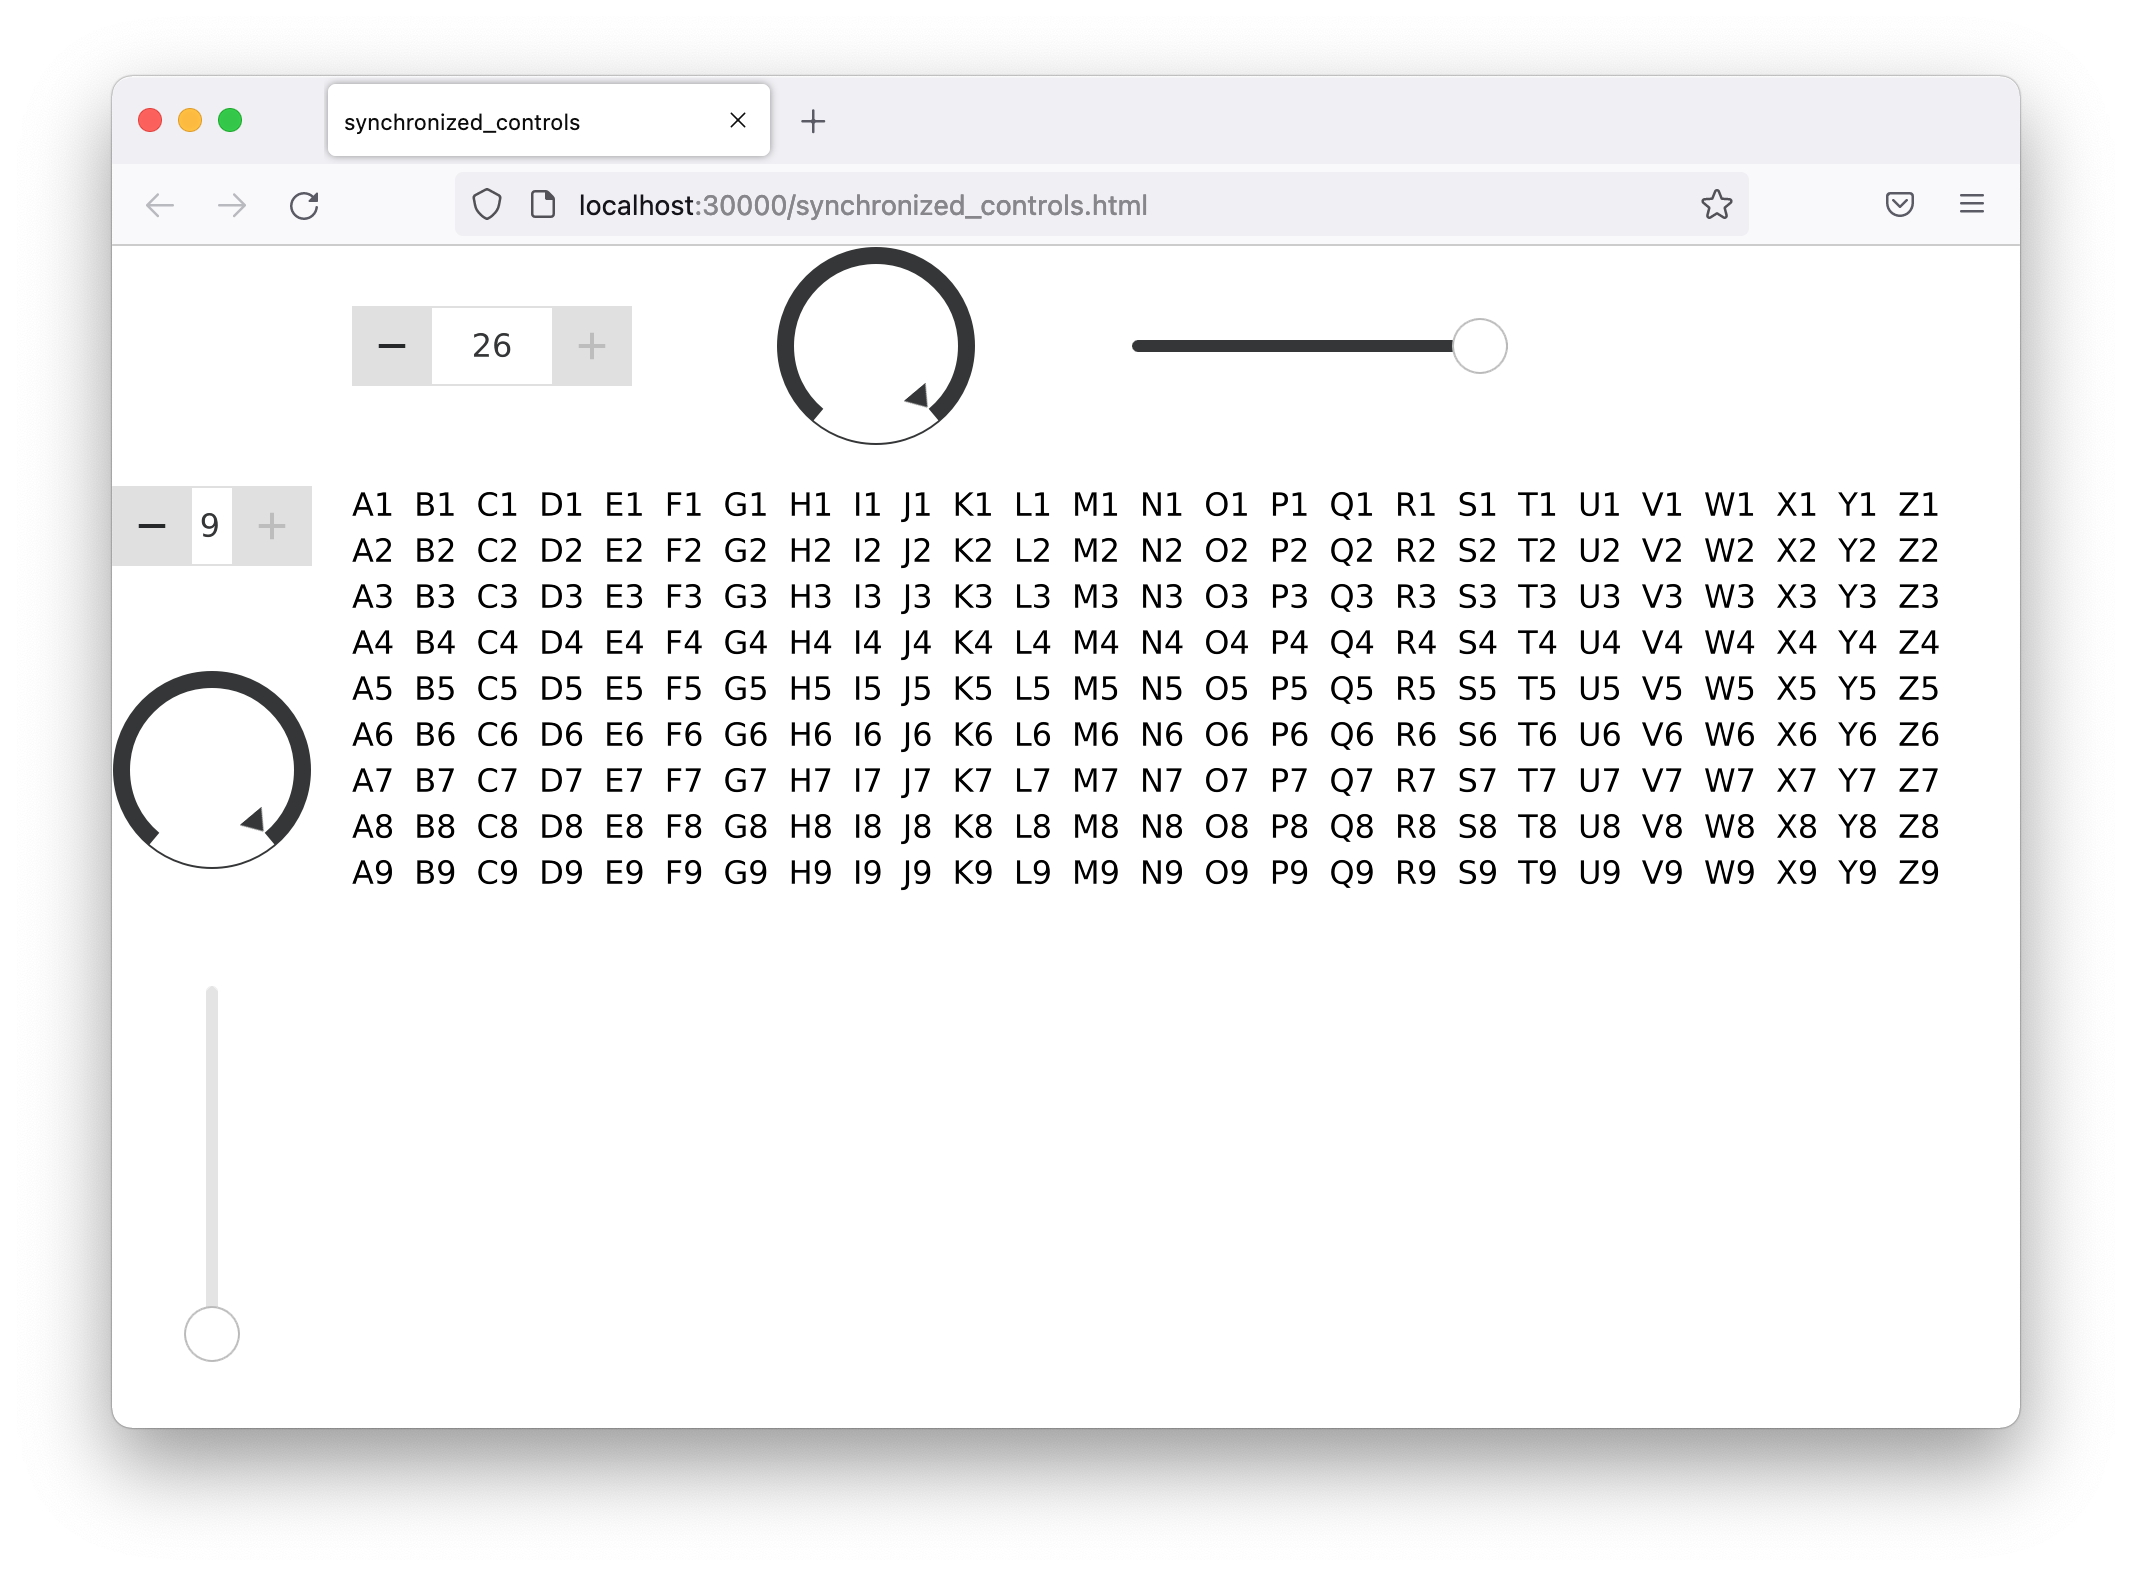 synchronized_controls
localhost:30000/synchronized_controls.html
26
9
A1 B1 C1 D1 E1 F1 G1 H1 I1 J1 K1 L1 M1 N1 O1 P1 Q1 R1 S1 T1 U1 V1 W1 X1 Y1 Z1
A2 B2 C2 D2 E2 F2 G2 H2 I2 J2 K2 L2 M2 N2 O2 P2 Q2 R2 S2 T2 U2 V2 W2 X2 Y2 Z2
A3 B3 C3 D3 E3 F3 G3 H3 I3 J3 K3 L3 M3 N3 O3 P3 Q3 R3 S3 T3 U3 V3 W3 X3 Y3 Z3
A4 B4 C4 D4 E4 F4 G4 H4 I4 J4 K4 L4 M4 N4 O4 P4 Q4 R4 S4 T4 U4 V4 W4 X4 Y4 Z4
A5 B5 C5 D5 E5 F5 G5 H5 I5 J5 K5 L5 M5 N5 O5 P5 Q5 R5 S5 T5 U5 V5 W5 X5 Y5 Z5
A6 B6 C6 D6 E6 F6 G6 H6 I6 J6 K6 L6 M6 N6 O6 P6 Q6 R6 S6 T6 U6 V6 W6 X6 Y6 Z6
A7 B7 C7 D7 E7 F7 G7 H7 I7 J7 K7 L7 M7 N7 O7 P7 Q7 R7 S7 T7 U7 V7 W7 X7 Y7 Z7
A8 B8 C8 D8 E8 F8 G8 H8 I8 J8 K8 L8 M8 N8 O8 P8 Q8 R8 S8 T8 U8 V8 W8 X8 Y8 Z8
A9 B9 C9 D9 E9 F9 G9 H9 I9 J9 K9 L9 M9 N9 O9 P9 Q9 R9 S9 T9 U9 V9 W9 X9 Y9 Z9